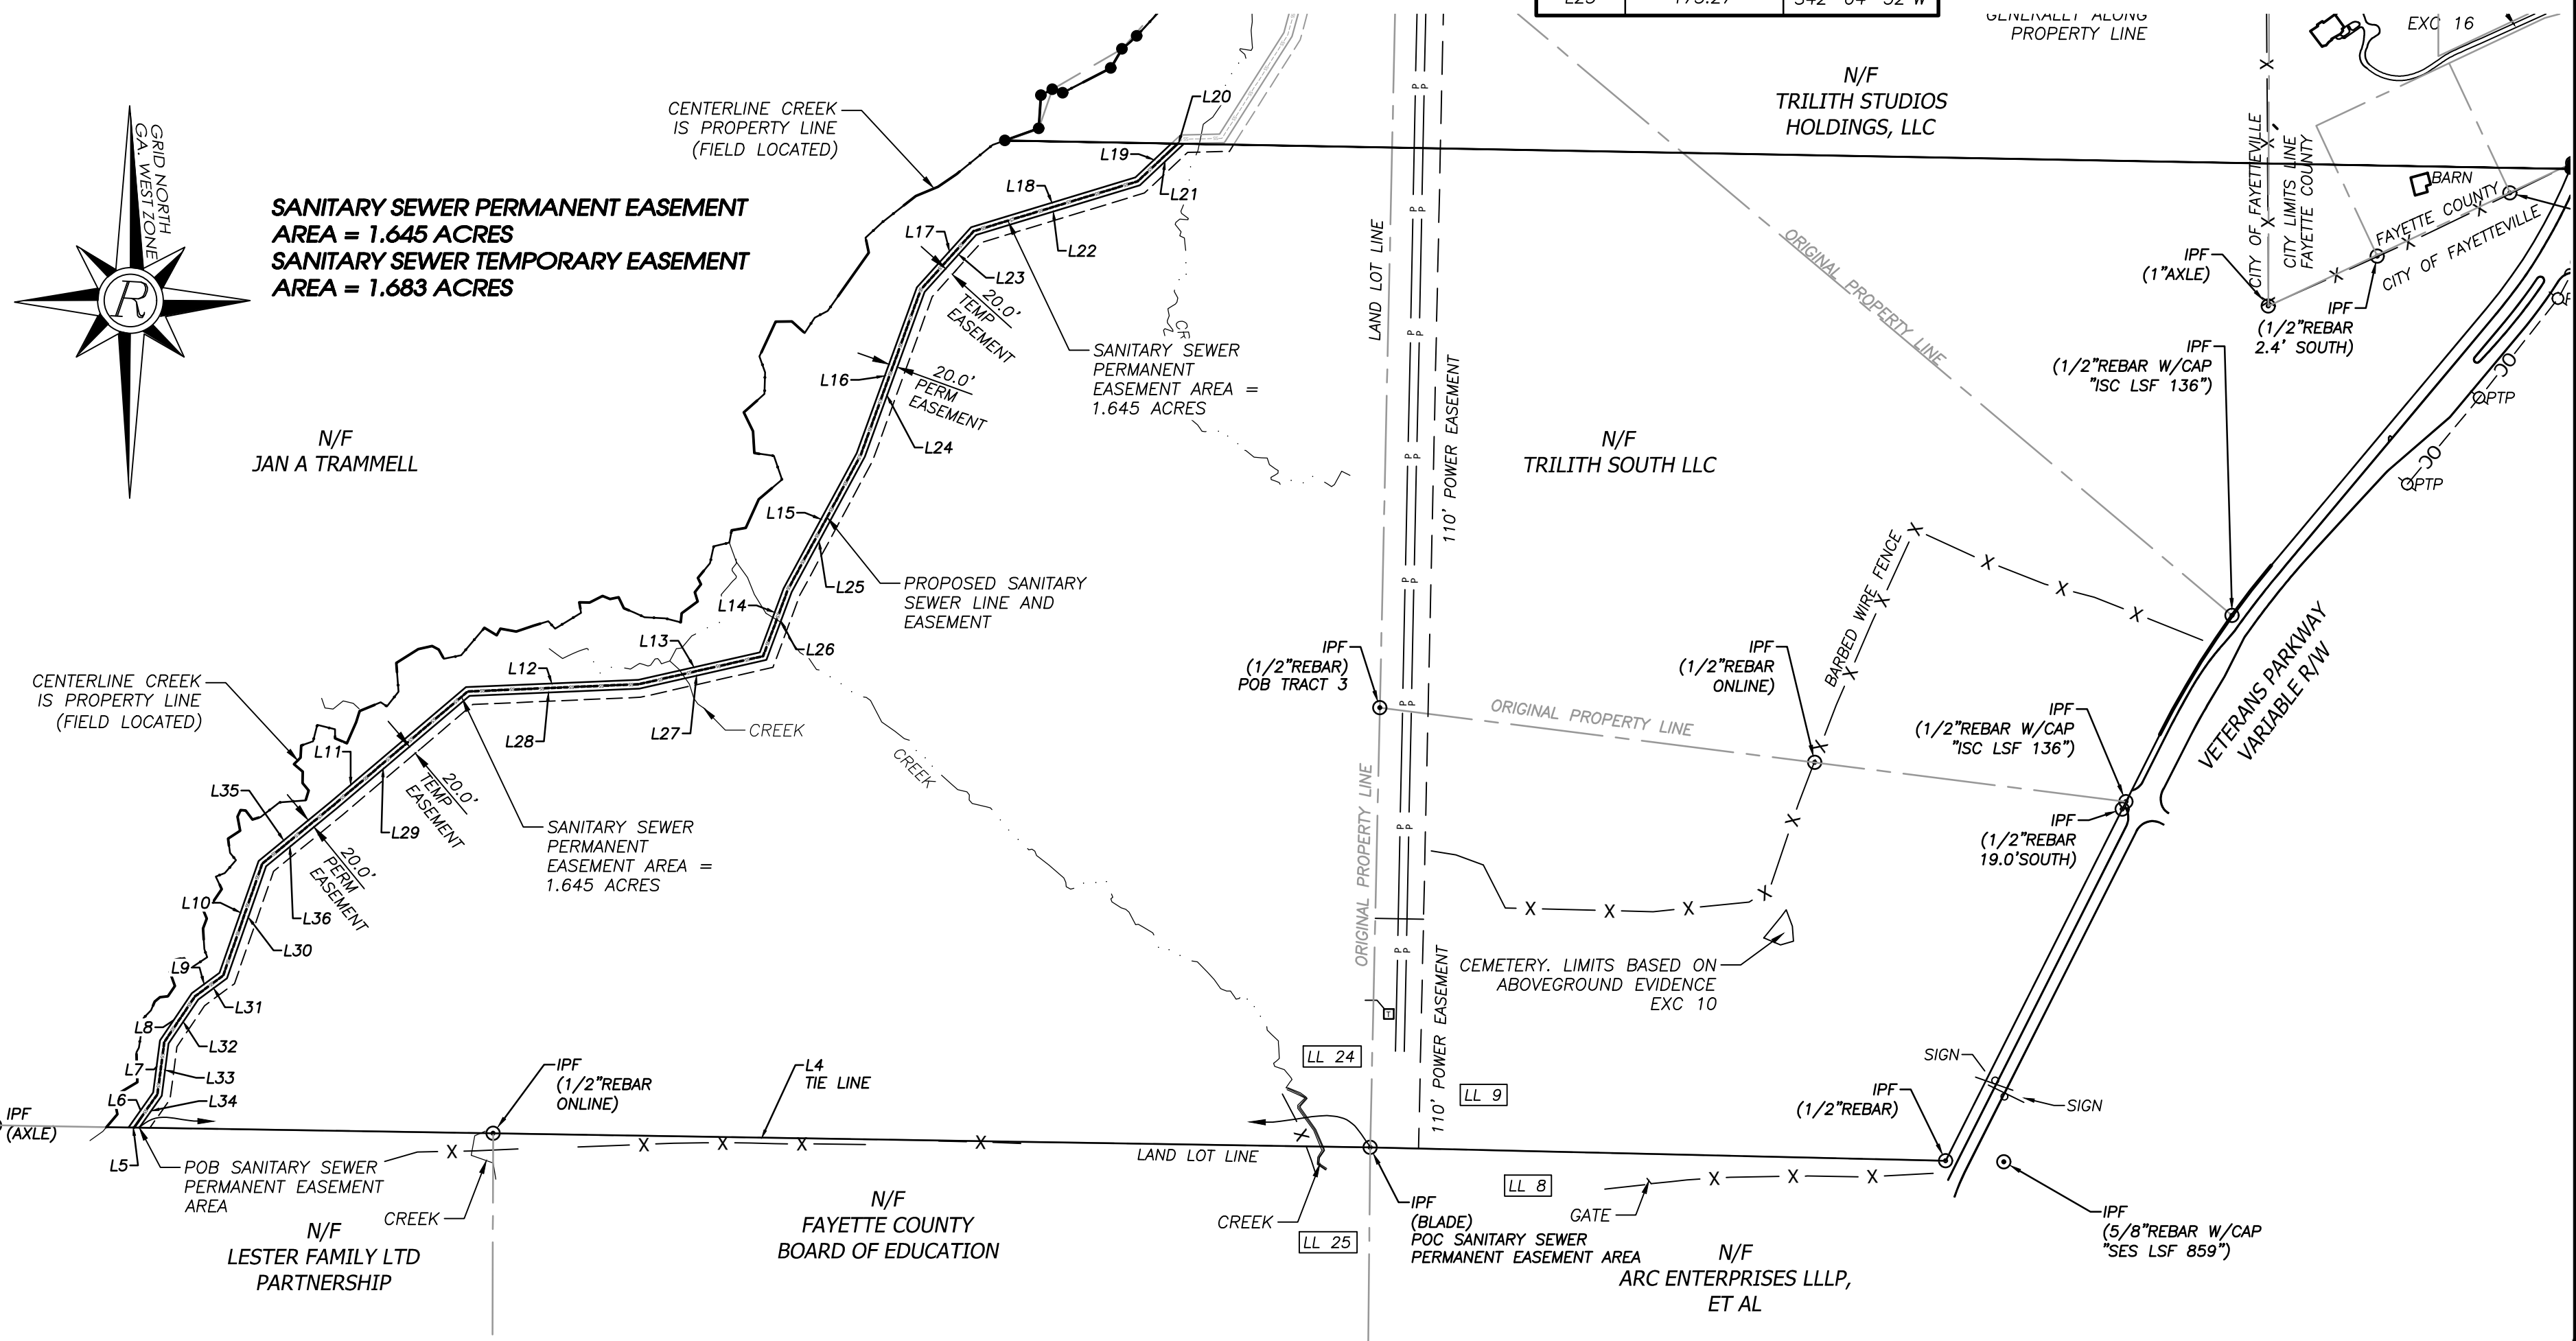 175.27
GENERALLY ALONG
PROPERTY LINE
EXC 16
N/F
TRILITH STUDIOS
HOLDINGS, LLC
CENTERLINE CREEK
IS PROPERTY LINE
(FIELD LOCATED)
L20
L19
L21
L18
L22
L17
L23
GRID NORTH
GA. WEST ZONE
R
SANITARY SEWER PERMANENT EASEMENT
AREA = 1.645 ACRES
SANITARY SEWER TEMPORARY EASEMENT
AREA = 1.683 ACRES
20.0'
TEMP
EASEMENT
SANITARY SEWER
PERMANENT
EASEMENT AREA =
1.645 ACRES
L16
20.0'
PERM
EASEMENT
L24
N/F
JAN A TRAMMELL
LAND LOT LINE
110' POWER EASEMENT
ORIGINAL PROPERTY LINE
CITY OF FAYETTEVILLE
CITY LIMITS LINE
FAYETTE COUNTY
BARN
FAYETTE COUNTY
CITY OF FAYETTEVILLE
IPF
(1"AXLE)
IPF
(1/2"REBAR
2.4' SOUTH)
IPF
(1/2"REBAR W/CAP
"ISC LSF 136")
OC
PTP
OC
PTP
N/F
TRILITH SOUTH LLC
L15
L25
PROPOSED SANITARY
SEWER LINE AND
EASEMENT
L14
L26
L13
L12
L27
L28
CREEK
CREEK
CENTERLINE CREEK
IS PROPERTY LINE
(FIELD LOCATED)
L11
L35
20.0'
TEMP
EASEMENT
L29
SANITARY SEWER
PERMANENT
EASEMENT AREA =
1.645 ACRES
20.0'
PERM
EASEMENT
L36
L10
L30
L9
L31
L8
L32
L7
L33
L6
L34
L5
IPF
(AXLE)
IPF
(1/2"REBAR)
POB TRACT 3
ORIGINAL PROPERTY LINE
IPF
(1/2"REBAR
ONLINE)
BARBED WIRE FENCE
IPF
(1/2"REBAR W/CAP
"ISC LSF 136")
IPF
(1/2"REBAR
19.0'SOUTH)
VETERANS PARKWAY
VARIABLE R/W
ORIGINAL PROPERTY LINE
110' POWER EASEMENT
CEMETERY. LIMITS BASED ON
ABOVEGROUND EVIDENCE
EXC 10
LL 24
LL 9
SIGN
SIGN
IPF
(1/2"REBAR)
IPF
(1/2"REBAR
ONLINE)
L4
TIE LINE
LAND LOT LINE
POB SANITARY SEWER
PERMANENT EASEMENT
AREA
CREEK
N/F
LESTER FAMILY LTD
PARTNERSHIP
N/F
FAYETTE COUNTY
BOARD OF EDUCATION
CREEK
LL 25
LL 8
IPF
(BLADE)
POC SANITARY SEWER
PERMANENT EASEMENT AREA
GATE
N/F
ARC ENTERPRISES LLLP,
ET AL
IPF
(5/8"REBAR W/CAP
"SES LSF 859")